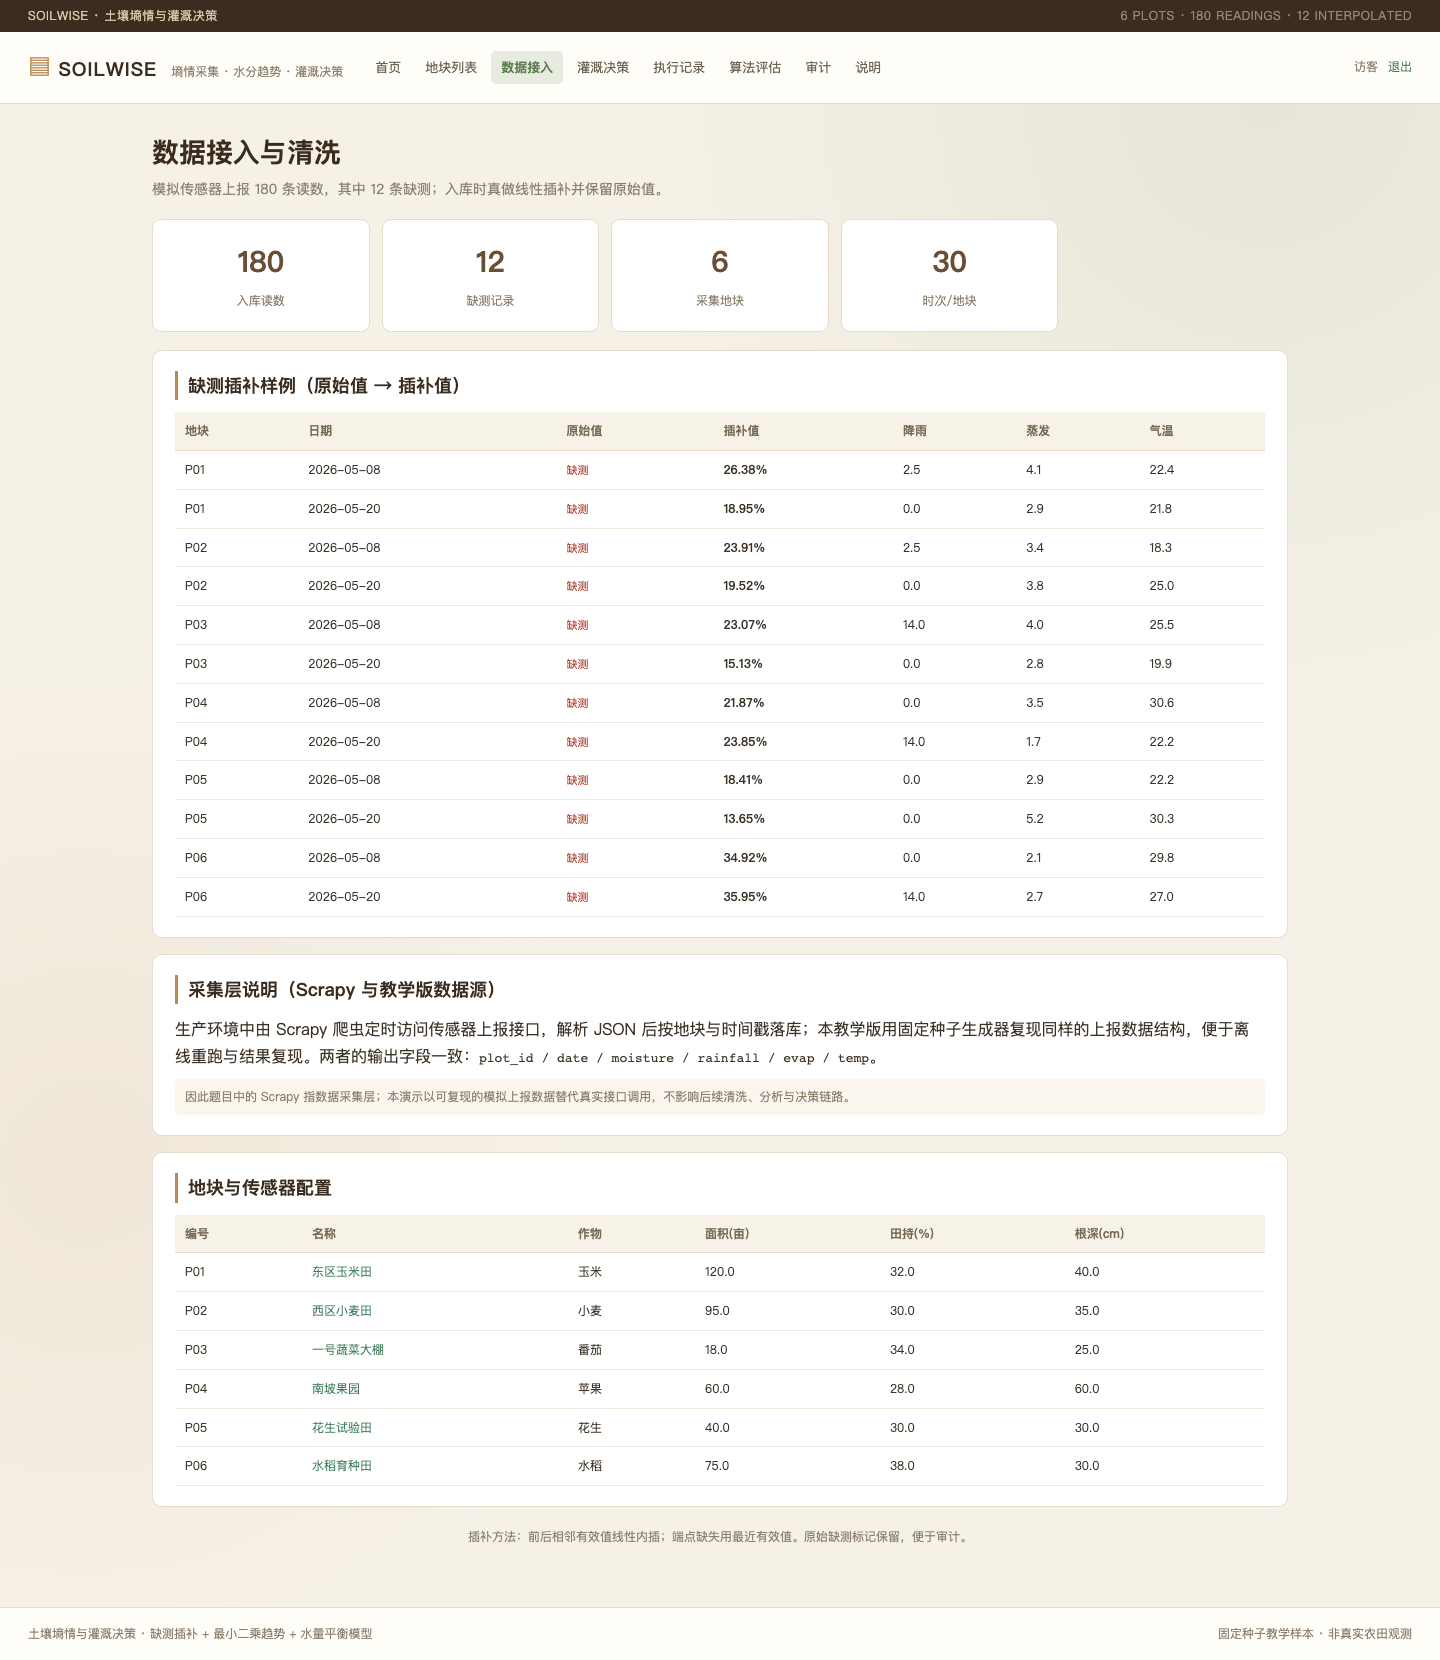 SOILWISE · 土壤墒情与灌溉决策
6 PLOTS · 180 READINGS · 12 INTERPOLATED
SOILWISE 墒情采集 · 水分趋势 · 灌溉决策 首页 地块列表 数据接入 灌溉决策 执行记录 算法评估 审计 说明 访客 退出
数据接入与清洗
模拟传感器上报 180 条读数，其中 12 条缺测；入库时真做线性插补并保留原始值。
180 12 6 30
入库读数 缺测记录 采集地块 时次/地块
缺测插补样例（原始值 → 插补值）
地块 日期 原始值 插补值 降雨 蒸发 气温
P01 2026-05-08 缺测 26.38% 2.5 4.1 22.4
P01 2026-05-20 缺测 18.95% 0.0 2.9 21.8
P02 2026-05-08 缺测 23.91% 2.5 3.4 18.3
P02 2026-05-20 缺测 19.52% 0.0 3.8 25.0
P03 2026-05-08 缺测 23.07% 14.0 4.0 25.5
P03 2026-05-20 缺测 15.13% 0.0 2.8 19.9
P04 2026-05-08 缺测 21.87% 0.0 3.5 30.6
P04 2026-05-20 缺测 23.85% 14.0 1.7 22.2
P05 2026-05-08 缺测 18.41% 0.0 2.9 22.2
P05 2026-05-20 缺测 13.65% 0.0 5.2 30.3
P06 2026-05-08 缺测 34.92% 0.0 2.1 29.8
P06 2026-05-20 缺测 35.95% 14.0 2.7 27.0
采集层说明（Scrapy 与教学版数据源）
生产环境中由 Scrapy 爬虫定时访问传感器上报接口，解析 JSON 后按地块与时间戳落库；本教学版用固定种子生成器复现同样的上报数据结构，便于离
线重跑与结果复现。两者的输出字段一致：plot_id / date / moisture / rainfall / evap / temp。
因此题目中的 Scrapy 指数据采集层；本演示以可复现的模拟上报数据替代真实接口调用，不影响后续清洗、分析与决策链路。
地块与传感器配置
编号 名称 作物 面积(亩) 田持(%) 根深(cm)
P01 东区玉米田 玉米 120.0 32.0 40.0
P02 西区小麦田 小麦 95.0 30.0 35.0
P03 一号蔬菜大棚 番茄 18.0 34.0 25.0
P04 南坡果园 苹果 60.0 28.0 60.0
P05 花生试验田 花生 40.0 30.0 30.0
P06 水稻育种田 水稻 75.0 38.0 30.0
插补方法：前后相邻有效值线性内插；端点缺失用最近有效值。原始缺测标记保留，便于审计。
土壤墒情与灌溉决策 · 缺测插补 + 最小二乘趋势 + 水量平衡模型
固定种子教学样本 · 非真实农田观测